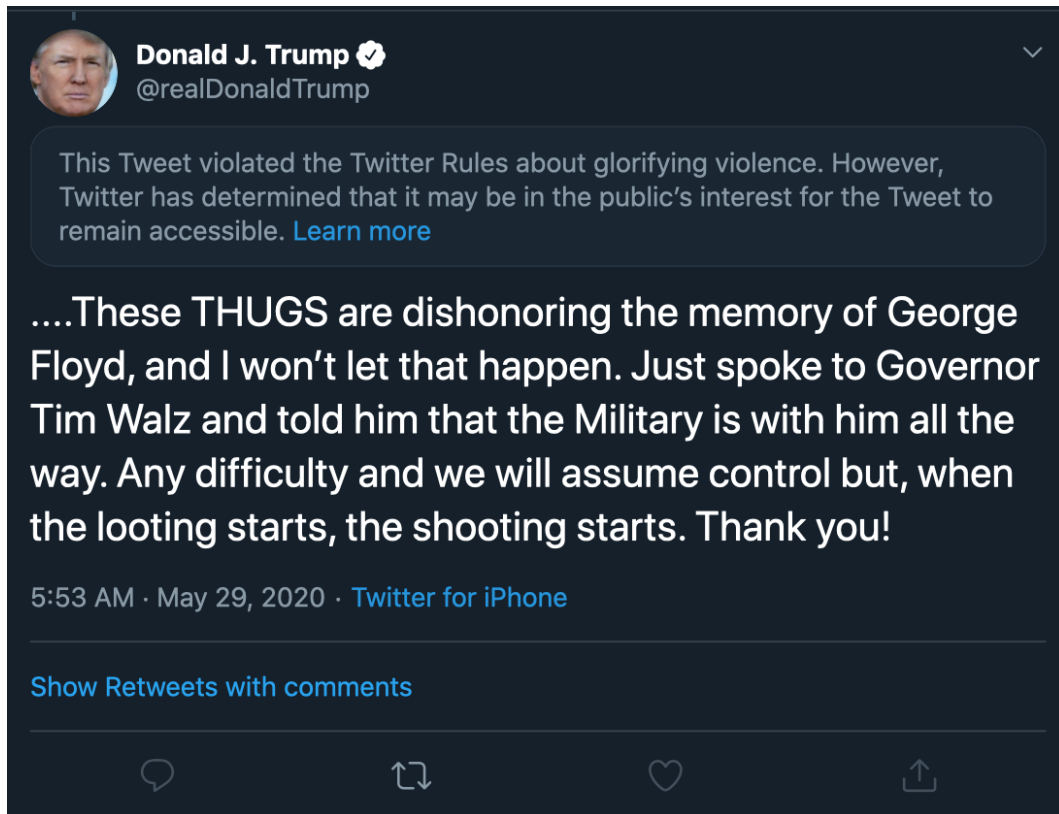 Donald J. Trump
@realDonaldTrump
This Tweet violated the Twitter Rules about glorifying violence. However,
Twitter has determined that it may be in the public’s interest for the Tweet to
remain accessible. Learn more
....These THUGS are dishonoring the memory of George
Floyd, and I won’t let that happen. Just spoke to Governor
Tim Walz and told him that the Military is with him all the
way. Any difficulty and we will assume control but, when
the looting starts, the shooting starts. Thank you!
5:53 AM · May 29, 2020 · Twitter for iPhone
Show Retweets with comments